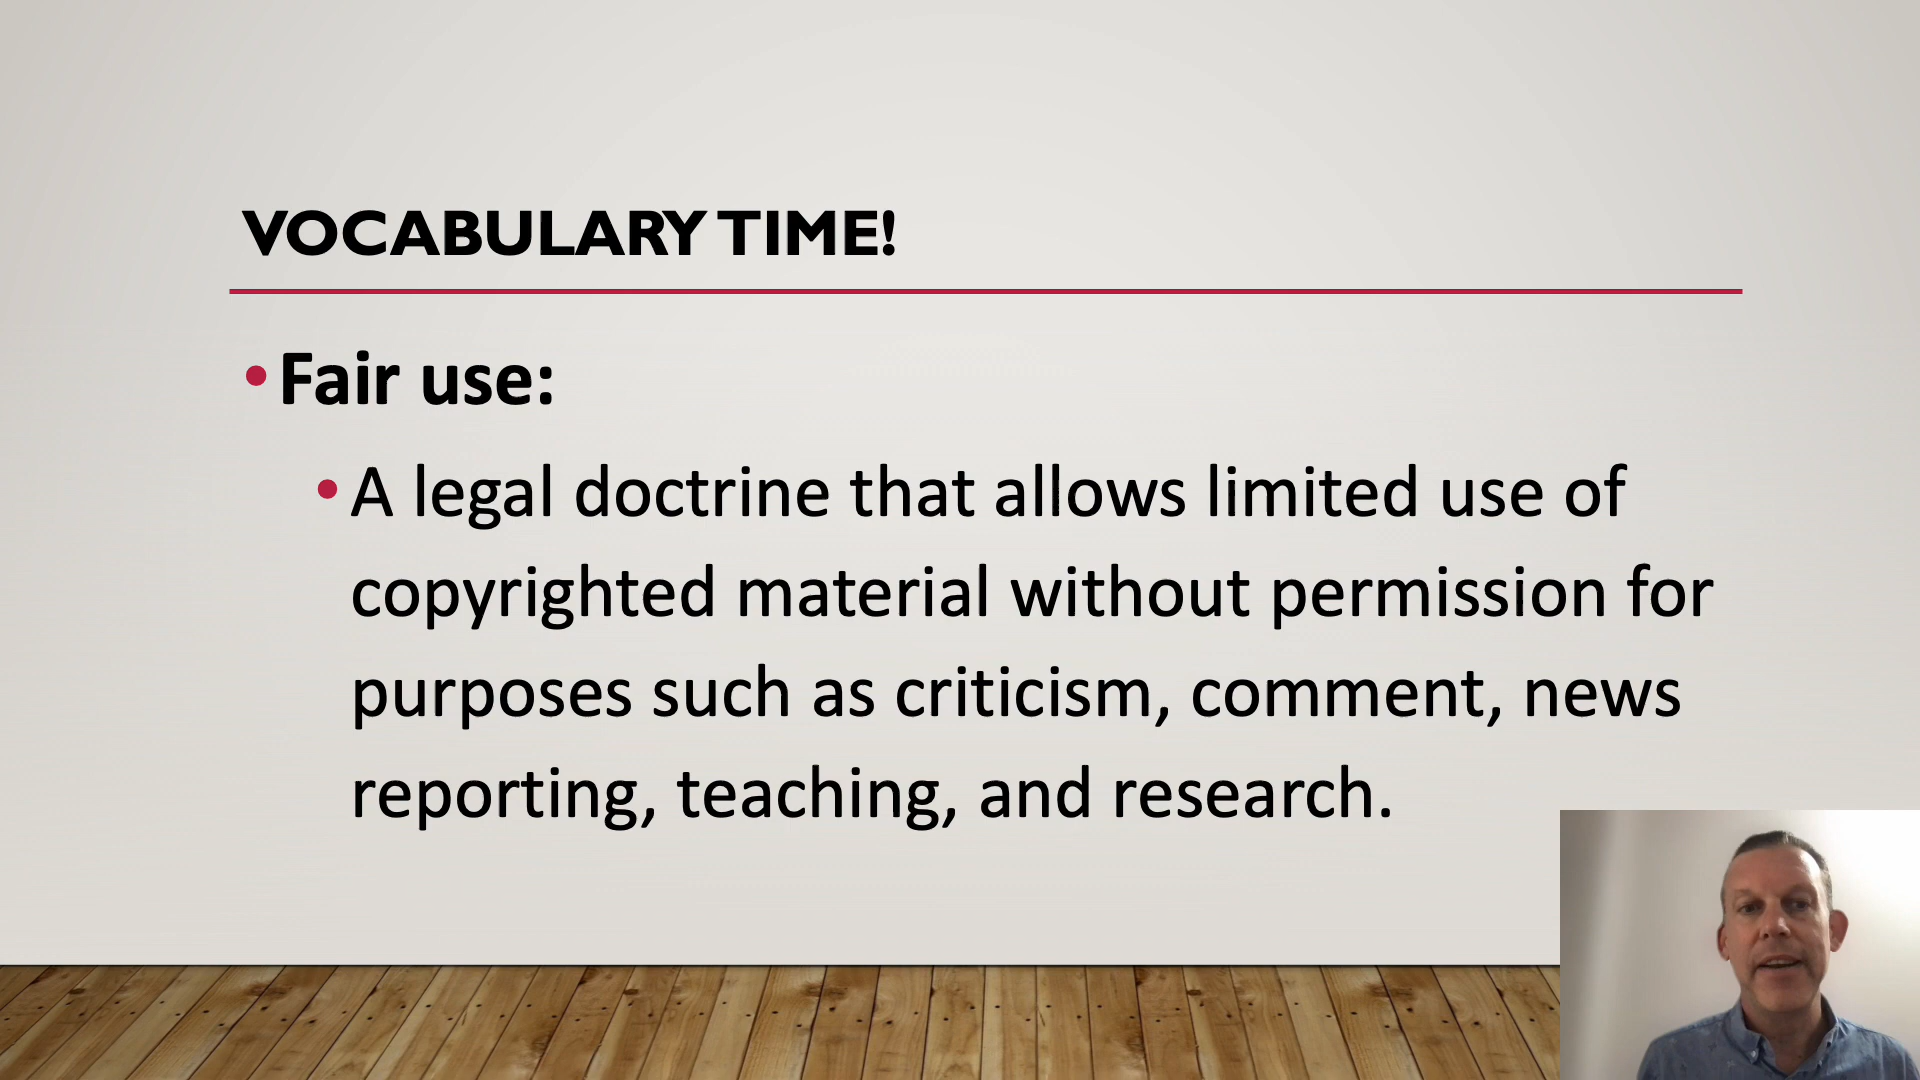 VOCABULARY TIME!
• Fair use:
• A legal doctrine that allows limited use of
copyrighted material without permission for
purposes such as criticism, comment, news
reporting, teaching, and research.